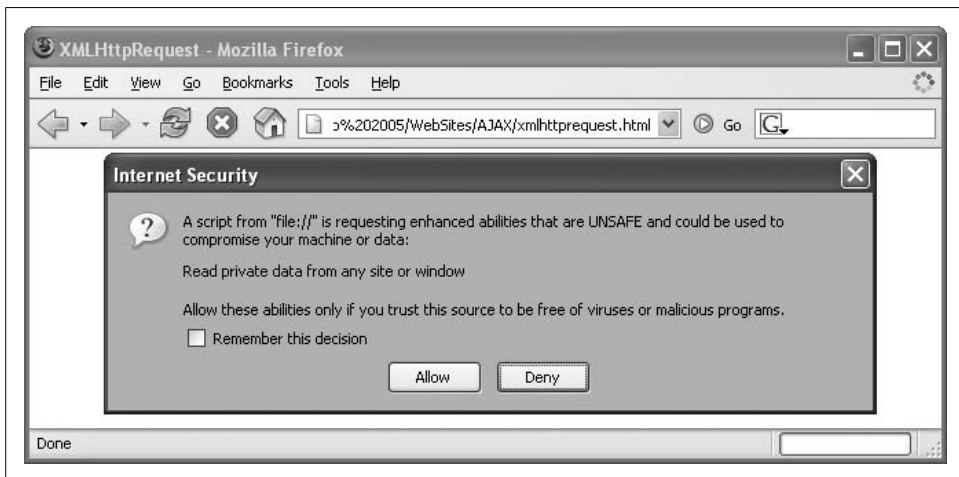 XMLHttpRequest - Mozilla Firefox
File Edit View Go Bookmarks Tools Help
%202005/WebSites/AJAX/xmlhttprequest.html Go G
Internet Security
A script from "file://" is requesting enhanced abilities that are UNSAFE and could be used to
compromise your machine or data:
Read private data from any site or window
Allow these abilities only if you trust this source to be free of viruses or malicious programs.
Remember this decision
Allow Deny
Done